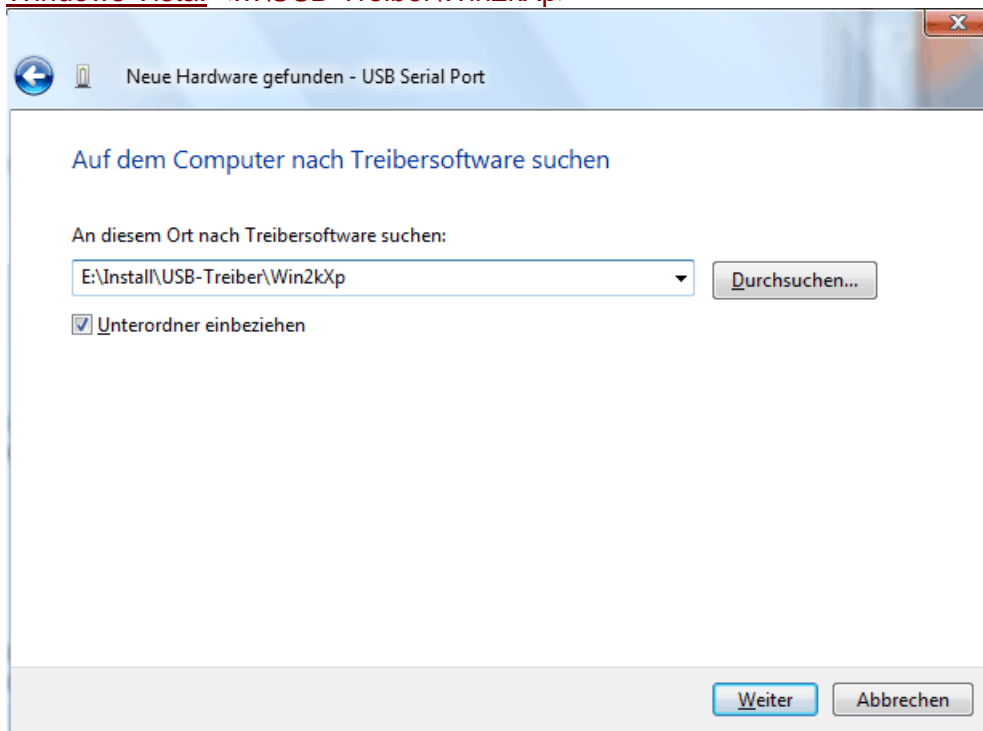 Neue Hardware gefunden - USB Serial Port
Auf dem Computer nach Treibersoftware suchen
An diesem Ort nach Treibersoftware suchen:
E:\Install\USB-Treiber\Win2kXp
Durchsuchen...
Unterordner einbeziehen
Weiter
Abbrechen